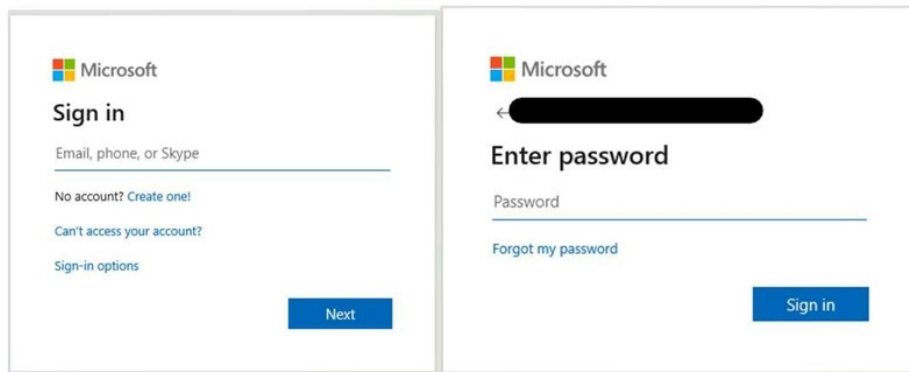 Microsoft
Sign in
Email, phone, or Skype
No account? Create one!
Can't access your account?
Sign-in options
Next
Microsoft
Enter password
Password
Forgot my password
Sign in